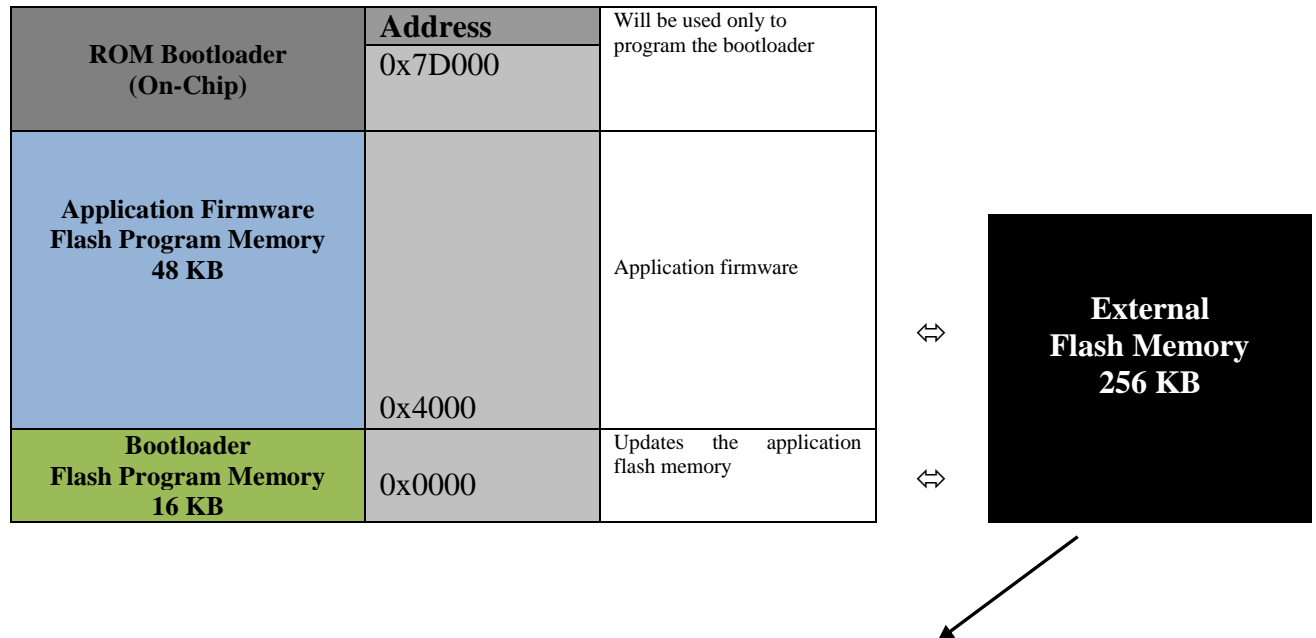 ROM Bootloader
(On-Chip)
Address
0x7D000
Will be used only to
program the bootloader
Application Firmware
Flash Program Memory
48 KB
0x4000
Application firmware
Bootloader
Flash Program Memory
16 KB
0x0000
Updates the application
flash memory
⬄
⬄
External
Flash Memory
256 KB